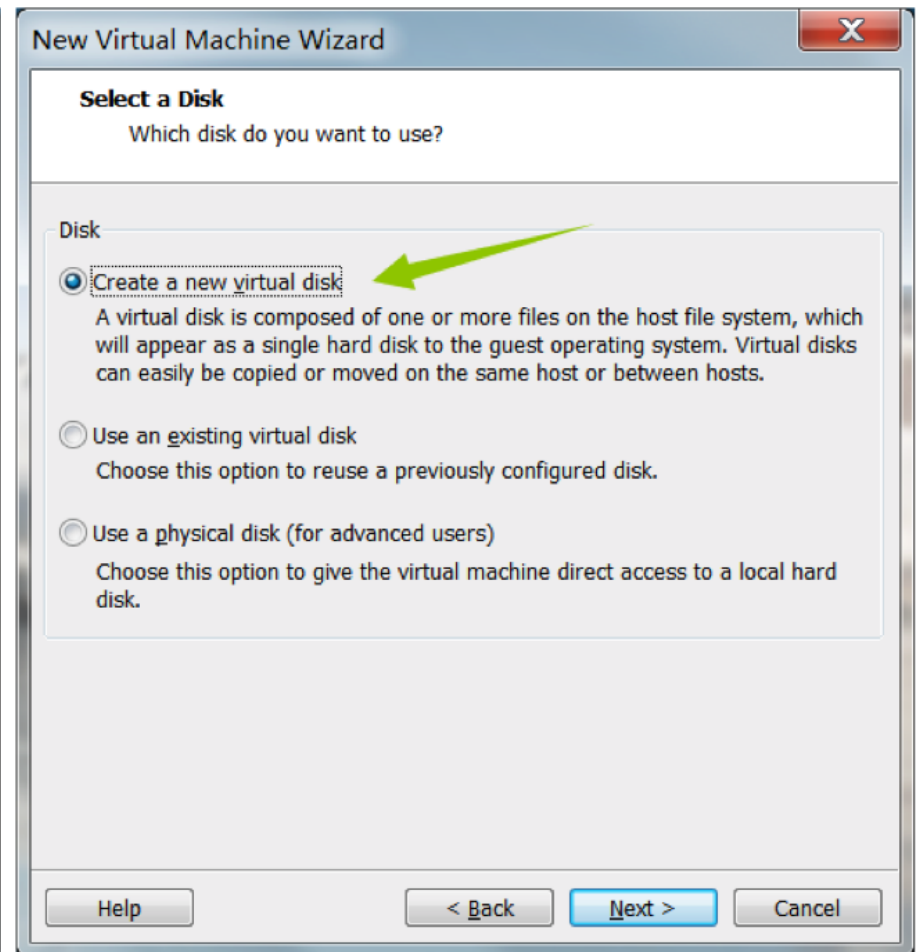 New Virtual Machine Wizard
X
Select a Disk
Which disk do you want to use?
Disk
Create a new virtual disk
A virtual disk is composed of one or more files on the host file system, which
will appear as a single hard disk to the guest operating system. Virtual disks
can easily be copied or moved on the same host or between hosts.
Use an existing virtual disk
Choose this option to reuse a previously configured disk.
Use a physical disk (for advanced users)
Choose this option to give the virtual machine direct access to a local hard
disk.
Help < Back Next > Cancel